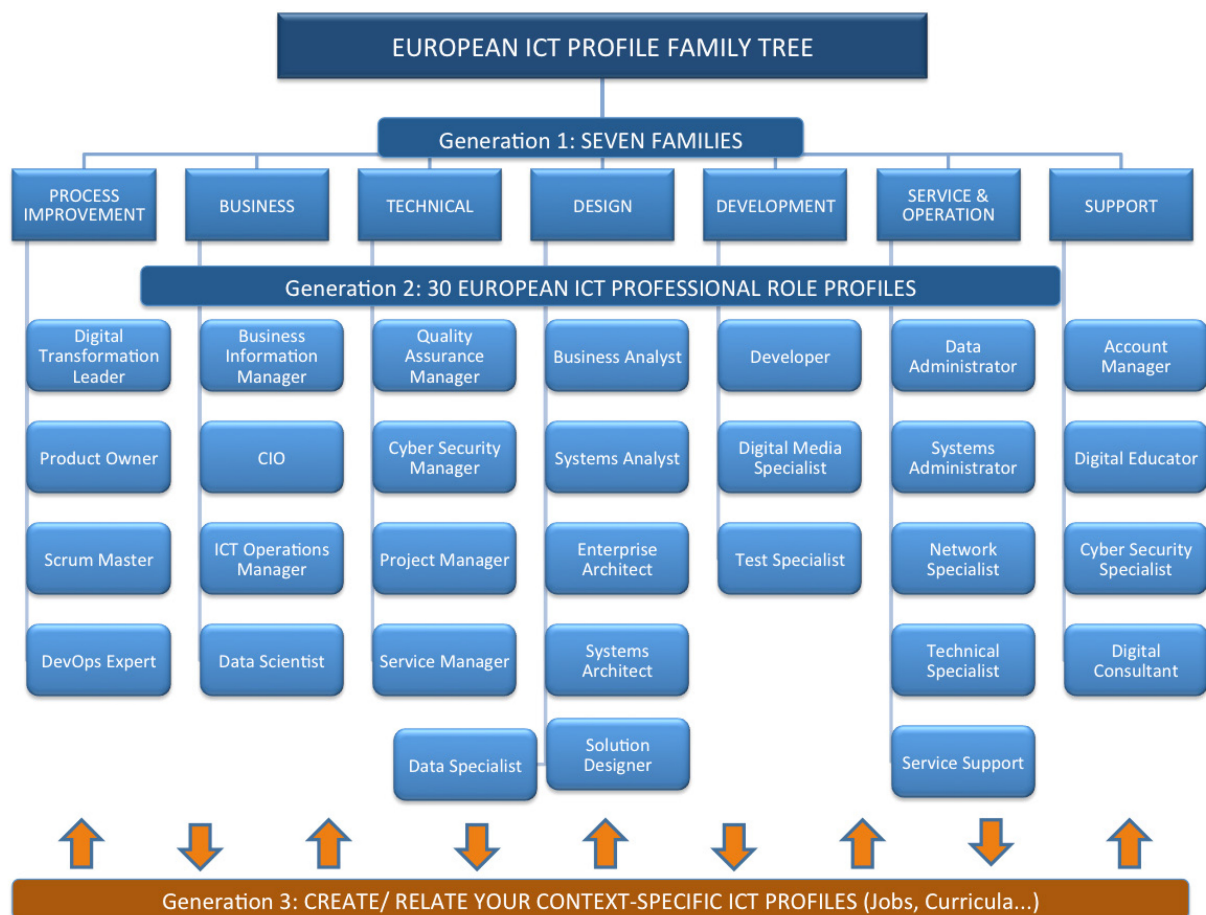 EUROPEAN ICT PROFILE FAMILY TREE
Generation 1: SEVEN FAMILIES
PROCESS
IMPROVEMENT
BUSINESS
TECHNICAL
DESIGN
DEVELOPMENT
SERVICE &
OPERATION
SUPPORT
Generation 2: 30 EUROPEAN ICT PROFESSIONAL ROLE PROFILES
Digital
Transformation
Leader
Business
Information
Manager
Quality
Assurance
Manager
Business Analyst
Developer
Data
Administrator
Account
Manager
Product Owner
CIO
Cyber Security
Manager
Systems Analyst
Digital Media
Specialist
Systems
Administrator
Digital Educator
Scrum Master
ICT Operations
Manager
Project Manager
Enterprise
Architect
Test Specialist
Network
Specialist
Cyber Security
Specialist
DevOps Expert
Data Scientist
Service Manager
Systems
Architect
Technical
Specialist
Digital
Consultant
Data Specialist
Solution
Designer
Service Support
Generation 3: CREATE/ RELATE YOUR CONTEXT-SPECIFIC ICT PROFILES (Jobs, Curricula...)